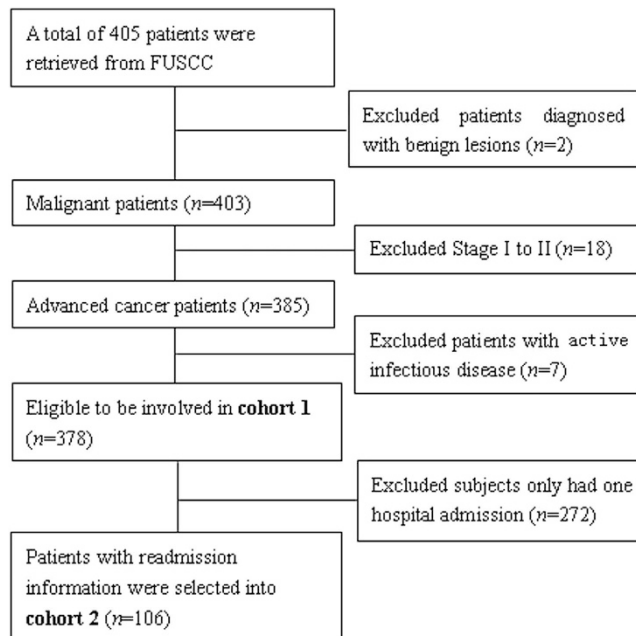 A total of 405 patients were
retrieved from FUSCC
Excluded patients diagnosed
with benign lesions (n=2)
Malignant patients (n=403)
Excluded Stage I to II (n=18)
Advanced cancer patients (n=385)
Excluded patients with active
infectious disease (n=7)
Eligible to be involved in cohort 1
(n=378)
Excluded subjects only had one
hospital admission (n=272)
Patients with readmission
information were selected into
cohort 2 (n=106)